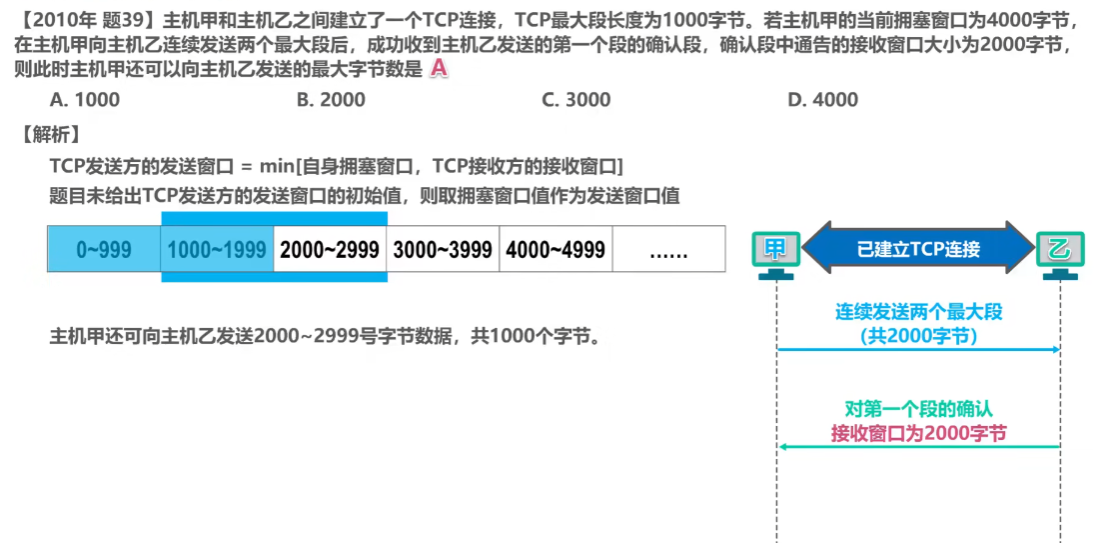 【2010年 题39】主机甲和主机乙之间建立了一个TCP连接，TCP最大段长度为1000字节。若主机甲的当前拥塞窗口为4000字节，
在主机甲向主机乙连续发送两个最大段后，成功收到主机乙发送的第一个段的确认段，确认段中通告的接收窗口大小为2000字节，
则此时主机甲还可以向主机乙发送的最大字节数是 A
A. 1000 B. 2000 C. 3000 D. 4000
【解析】
TCP发送方的发送窗口 = min[自身拥塞窗口，TCP接收方的接收窗口]
题目未给出TCP发送方的发送窗口的初始值，则取拥塞窗口值作为发送窗口值
0~999 1000~1999 2000~2999 3000~3999 4000~4999 ……
甲 已建立TCP连接 乙
连续发送两个最大段
（共2000字节）
主机甲还可向主机乙发送2000~2999号字节数据，共1000个字节。
对第一个段的确认
接收窗口为2000字节